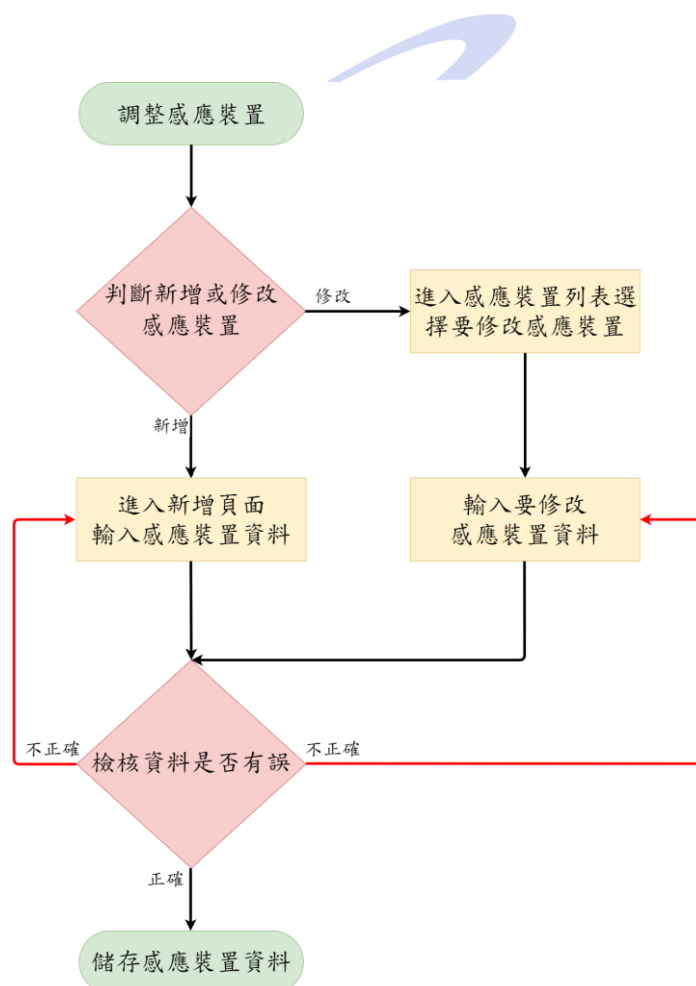 調整感應裝置
判斷新增或修改
感應裝置
修改
進入感應裝置列表選
擇要修改感應裝置
新增
進入新增頁面
輸入感應裝置資料
輸入要修改
感應裝置資料
不正確
檢核資料是否有誤
不正確
正確
儲存感應裝置資料